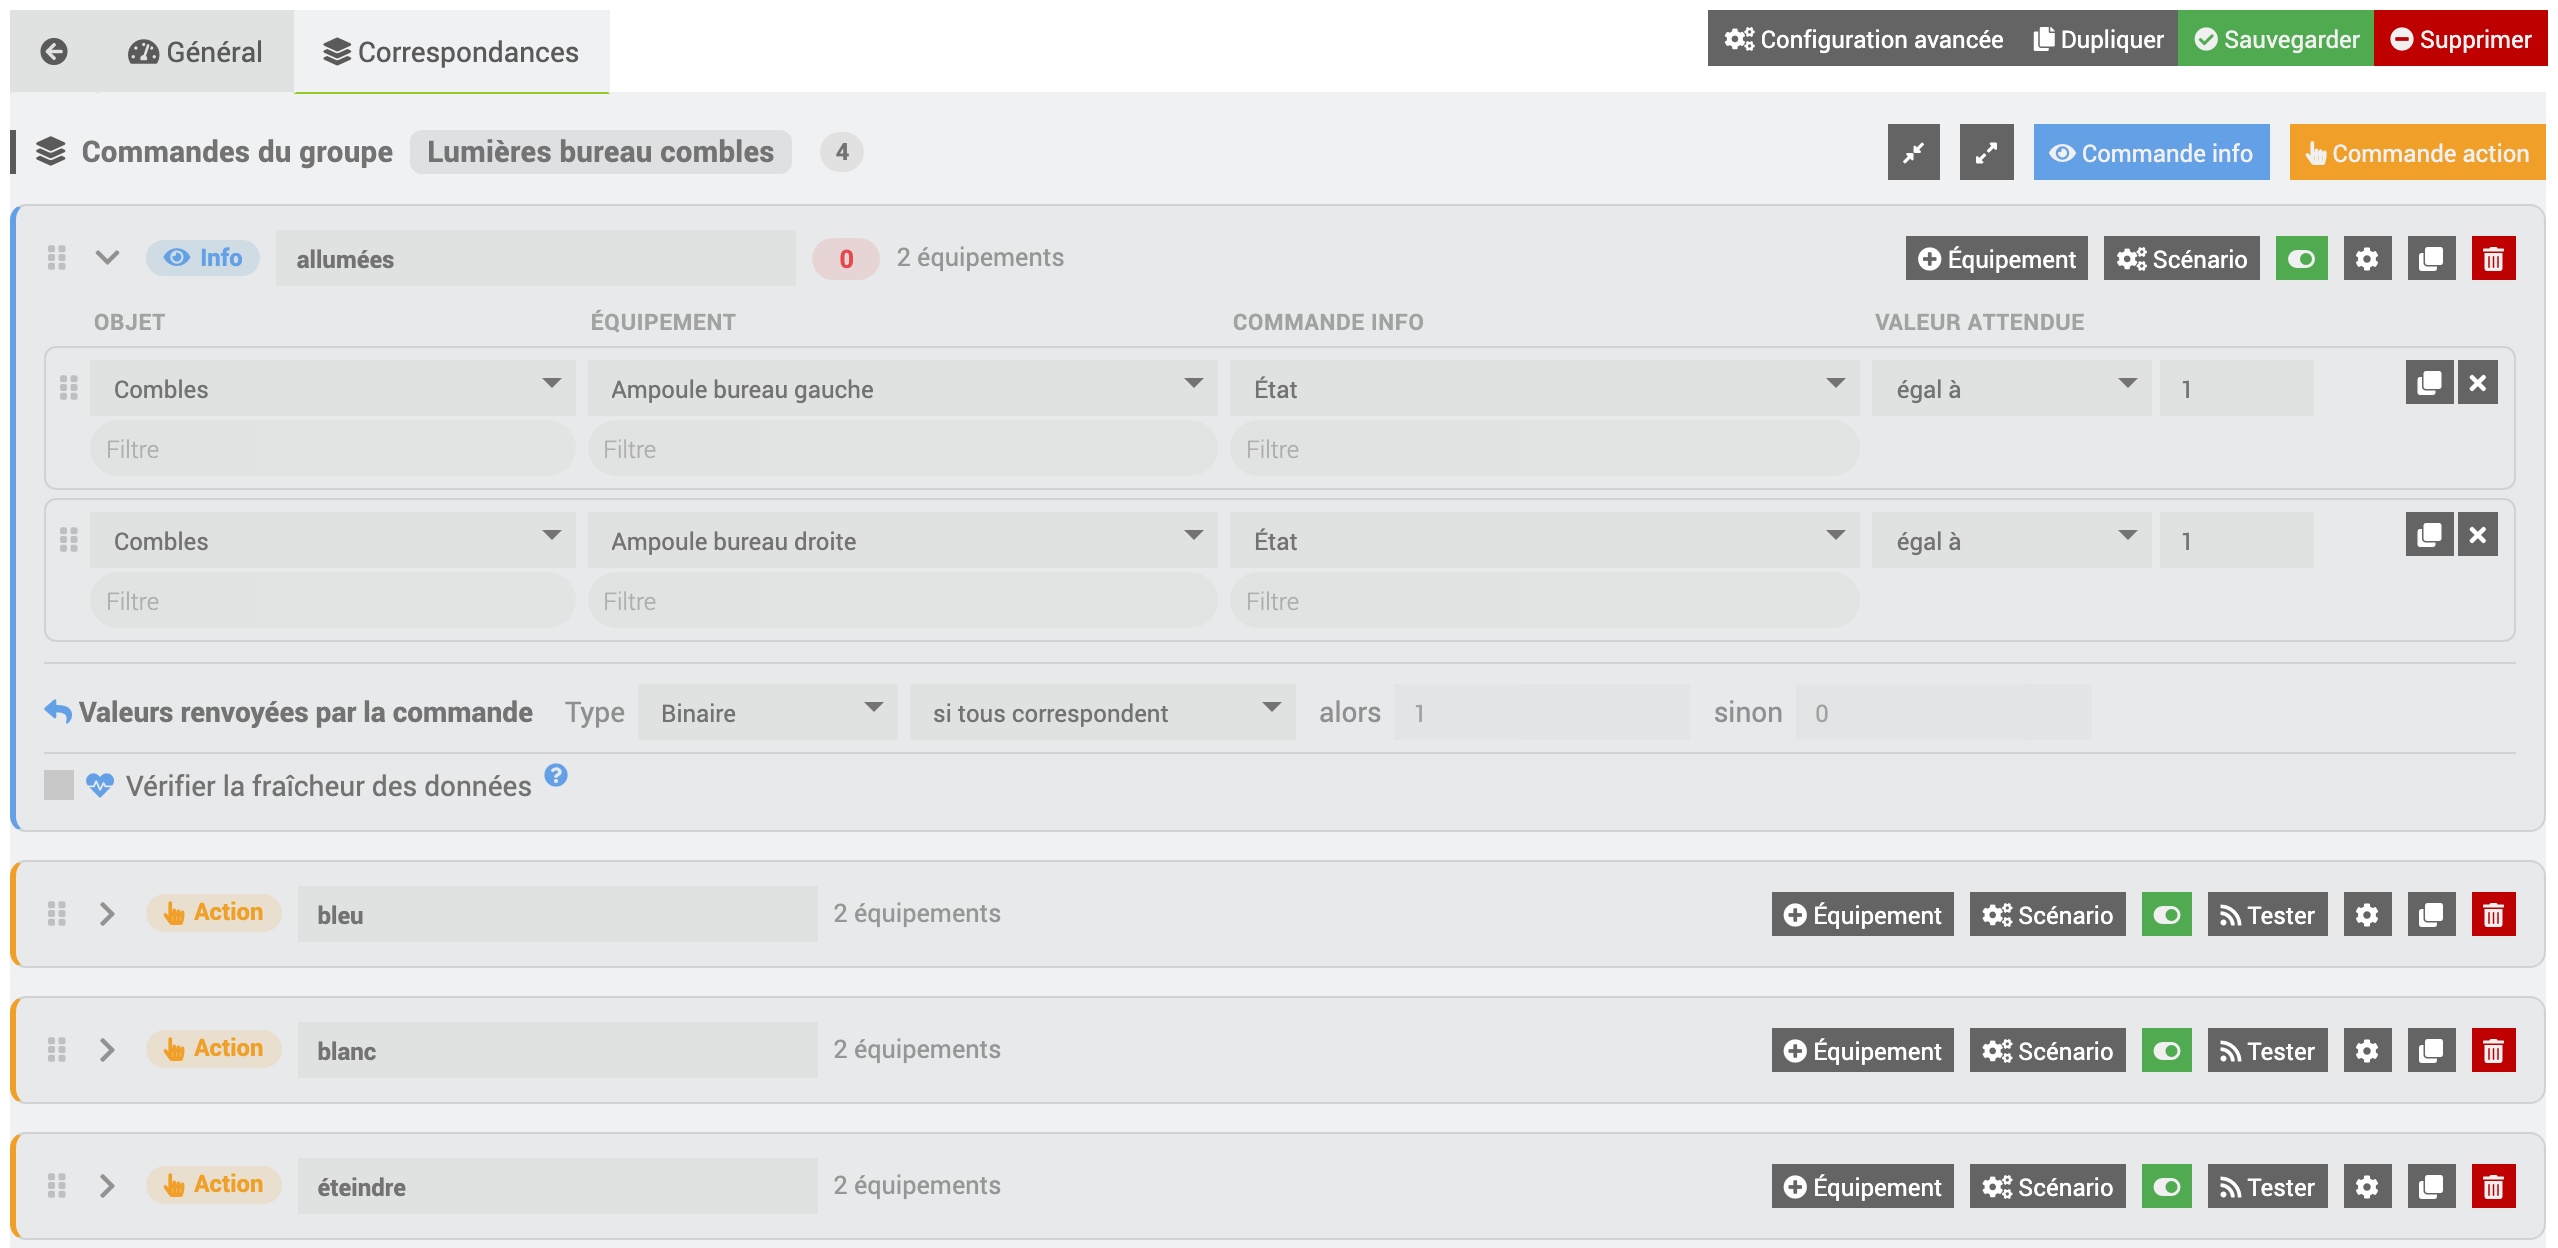 Général
Correspondances
Configuration avancée
Dupliquer
Sauvegarder
Supprimer
Commandes du groupe Lumières bureau combles 4
Commande info
Commande action
Info allumées 0 2 équipements
Équipement Scénario
OBJET ÉQUIPEMENT COMMANDE INFO VALEUR ATTENDUE
Combles Ampoule bureau gauche État égal à 1
Filtre Filtre Filtre
Combles Ampoule bureau droite État égal à 1
Filtre Filtre Filtre
Valeurs renvoyées par la commande Type Binaire si tous correspondent alors 1 sinon 0
Vérifier la fraîcheur des données ?
Action bleu 2 équipements Équipement Scénario Tester
Action blanc 2 équipements Équipement Scénario Tester
Action éteindre 2 équipements Équipement Scénario Tester